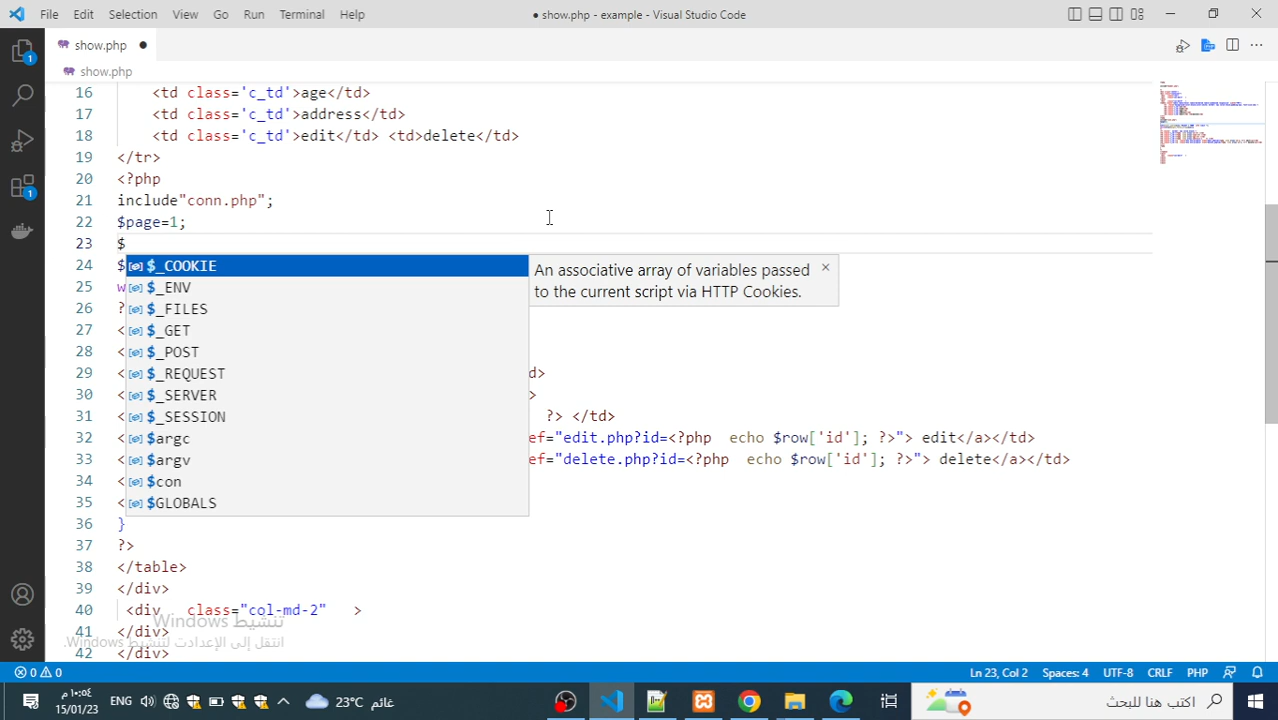 File Edit Selection View Go Run Terminal Help
● show.php - example - Visual Studio Code
show.php ●
show.php
16 <td class='c_td'>age</td>
17 <td class='c_td'>address</td>
18 <td class='c_td'>edit</td> <td>delete</td>
19 </tr>
20 <?php
21 include"conn.php";
22 $page=1;
23 $
24 $
25 w
26 ?
27 <
28 <
29 < d>
30 < >
31 < ?> </td>
32 < ef="edit.php?id=<?php echo $row['id']; ?>"> edit</a></td>
33 < ef="delete.php?id=<?php echo $row['id']; ?>"> delete</a></td>
34 <
35 <
36 }
37 ?>
38 </table>
39 </div>
40 <div class="col-md-2" >
41 </div>
42 </div>
$_COOKIE
$_ENV
$_FILES
$_GET
$_POST
$_REQUEST
$_SERVER
$_SESSION
$argc
$argv
$con
$GLOBALS
An associative array of variables passed
to the current script via HTTP Cookies.
1
1
تنشيط Windows
انتقل إلى الإعدادت لتنشيط Windows.
0 0
Ln 23, Col 2 Spaces: 4 UTF-8 CRLF PHP
١٠:٥٤ م
15/01/23
ENG
23°C غائم
اكتب هنا للبحث